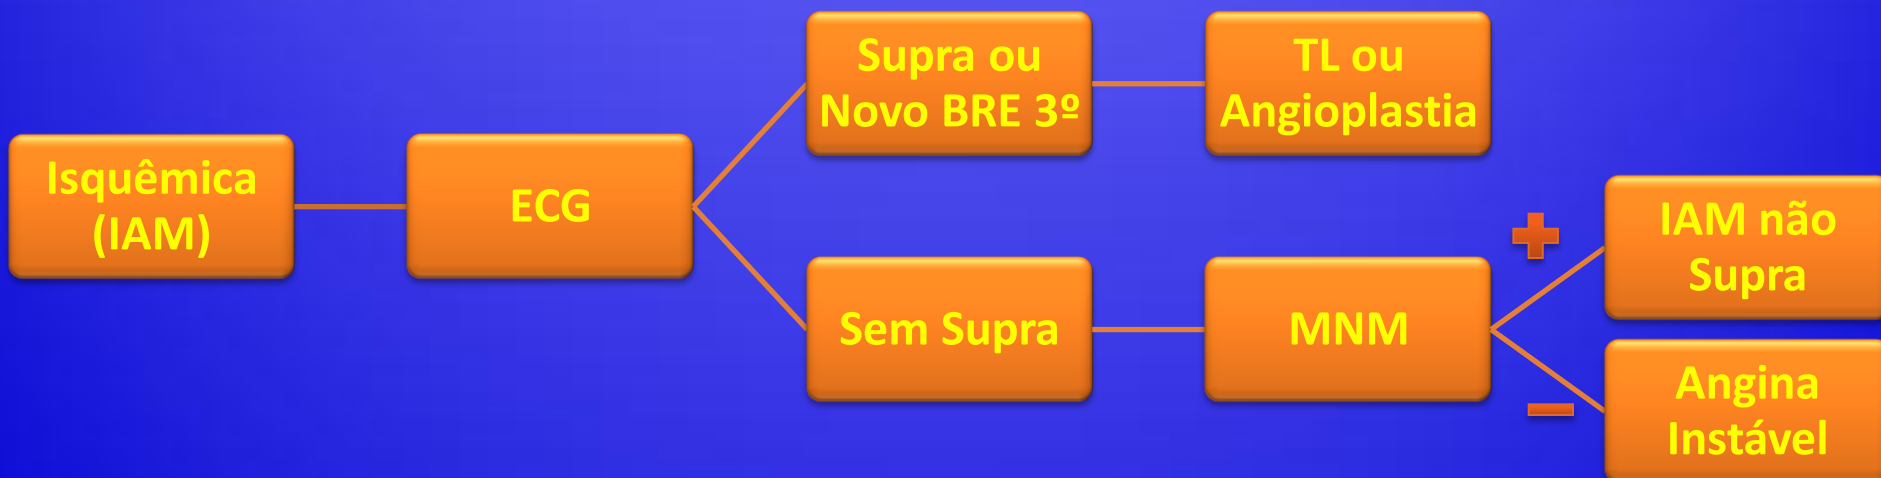 Isquêmica
(IAM)
ECG
Supra ou
Novo BRE 3º
TL ou
Angioplastia
Sem Supra
MNM
IAM não
Supra
Angina
Instável